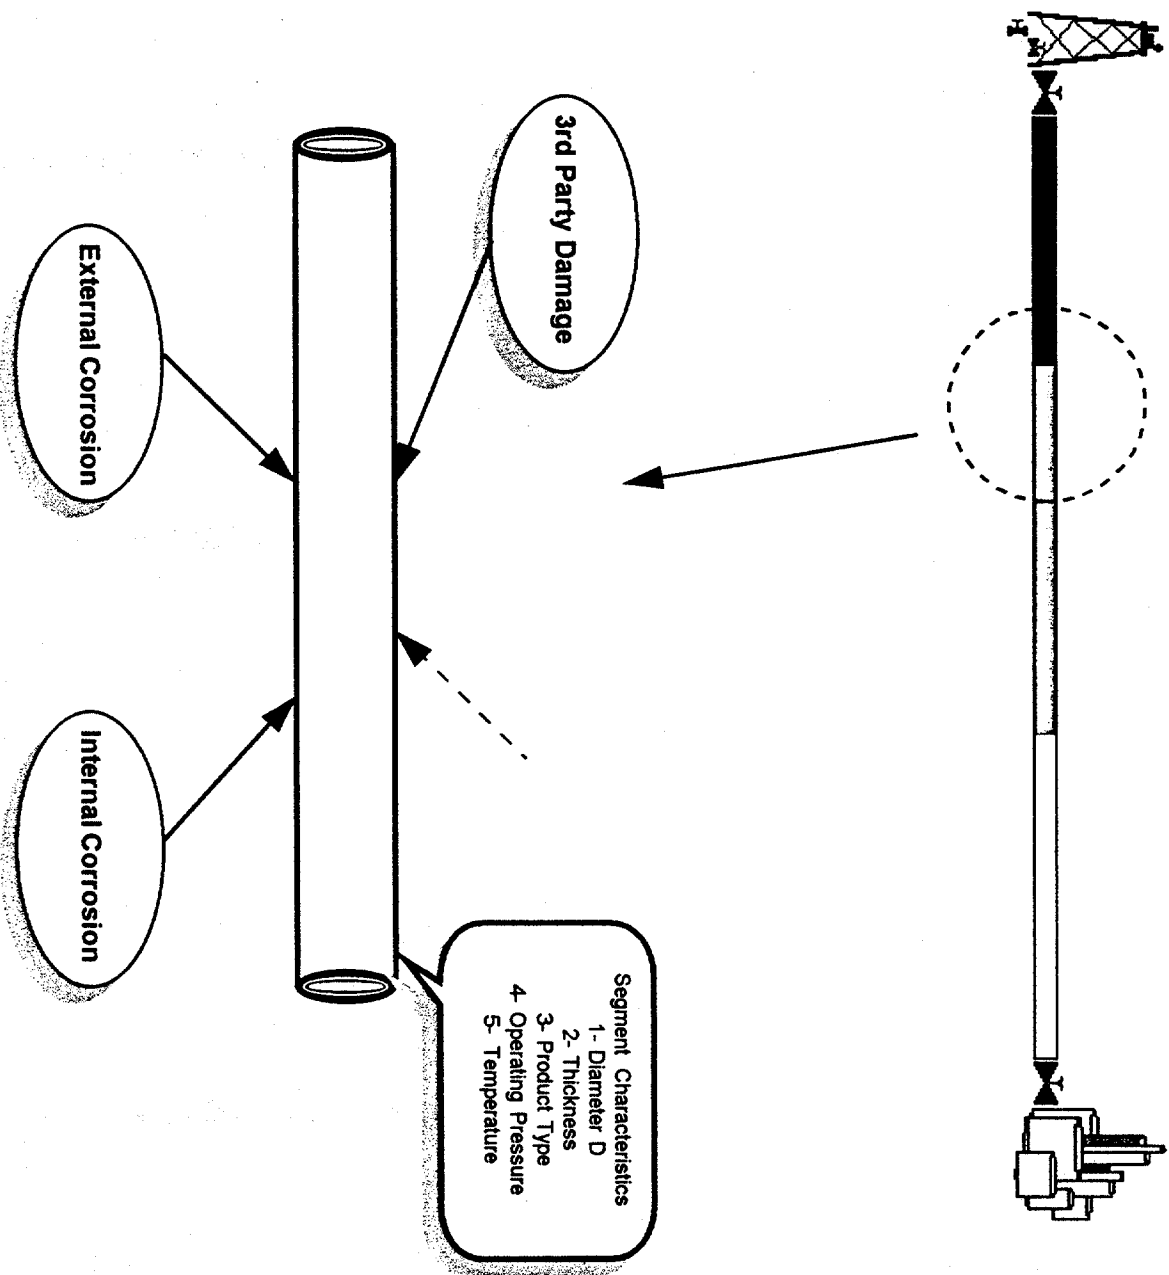 3rd Party Damage
Segment Characteristics
1- Diameter D
2- Thickness
3- Product Type
4- Operating Pressure
5- Temperature
External Corrosion
Internal Corrosion